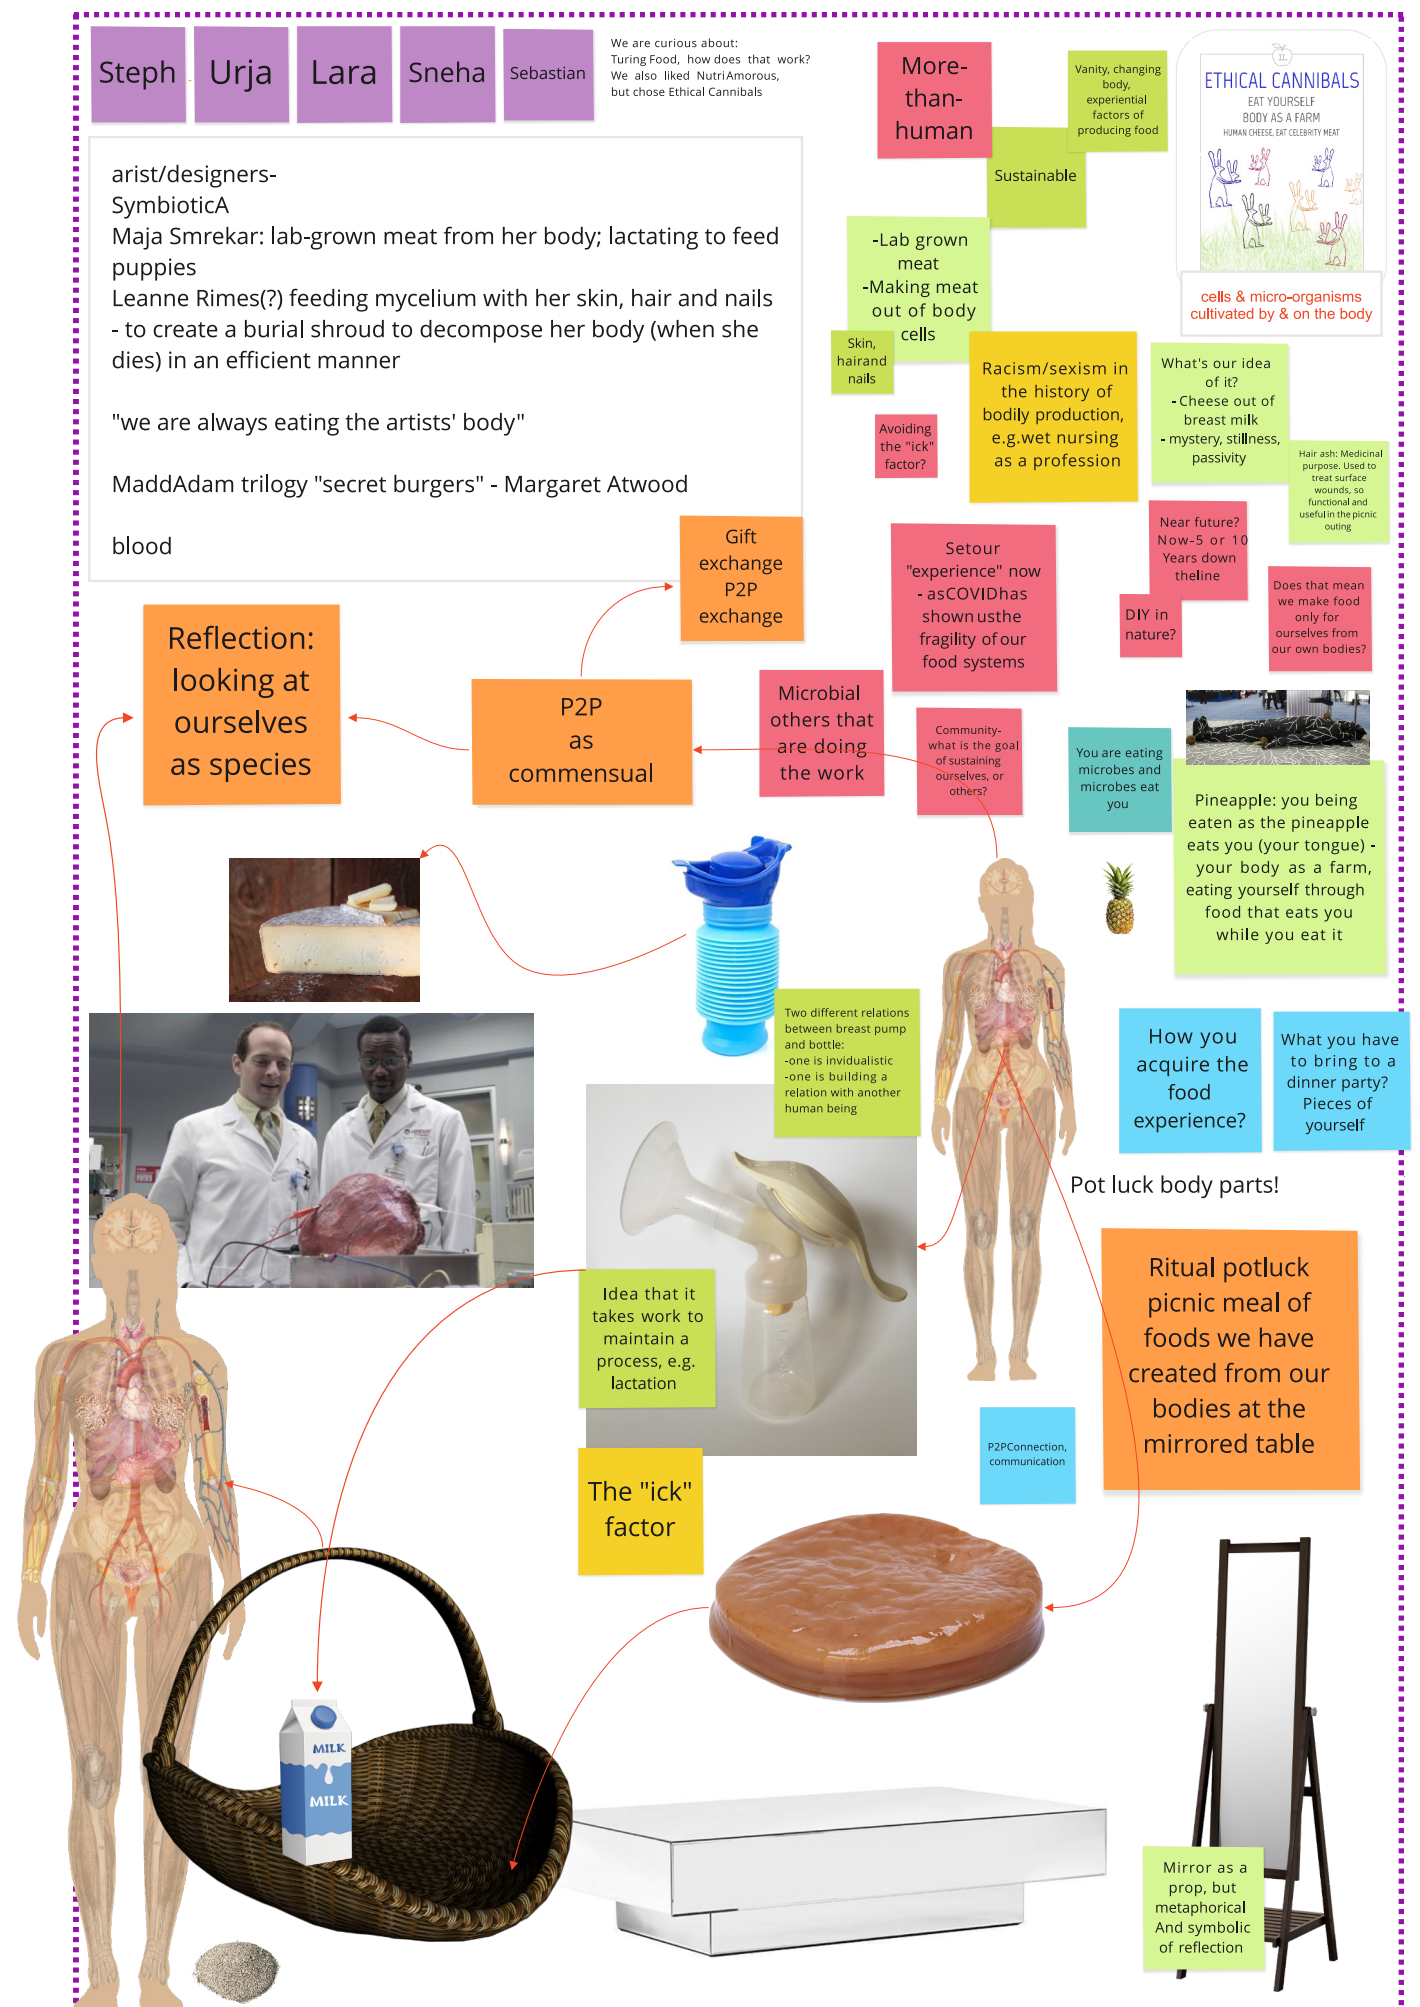 Steph
Urja
Lara
Sneha
Sebastian
We are curious about:
Turing Food, how does that work?
We also liked NutriAmorous,
but chose Ethical Cannibals
More-
than-
human
Vanity, changing
body,
experiential
factors of
producing food
Sustainable
11.
ETHICAL CANNIBALS
EAT YOURSELF
BODY AS A FARM
HUMAN CHEESE, EAT CELEBRITY MEAT
cells & micro-organisms
cultivated by & on the body
arist/designers-
SymbioticA
Maja Smrekar: lab-grown meat from her body; lactating to feed
puppies
Leanne Rimes(?) feeding mycelium with her skin, hair and nails
- to create a burial shroud to decompose her body (when she
dies) in an efficient manner
"we are always eating the artists' body"
MaddAdam trilogy "secret burgers" - Margaret Atwood
blood
-Lab grown
meat
-Making meat
out of body
cells
Skin,
hairand
nails
Avoiding
the "ick"
factor?
Racism/sexism in
the history of
bodily production,
e.g.wet nursing
as a profession
What's our idea
of it?
- Cheese out of
breast milk
- mystery, stillness,
passivity
Hair ash: Medicinal
purpose. Used to
treat surface
wounds, so
functional and
useful in the picnic
outing
Gift
exchange
P2P
exchange
Setour
"experience" now
- asCOVIDhas
shown usthe
fragility of our
food systems
Near future?
Now-5 or 10
Years down
theline
DIY in
nature?
Does that mean
we make food
only for
ourselves from
our own bodies?
Reflection:
looking at
ourselves
as species
P2P
as
commensual
Microbial
others that
are doing
the work
Community-
what is the goal
of sustaining
ourselves, or
others?
You are eating
microbes and
microbes eat
you
Pineapple: you being
eaten as the pineapple
eats you (your tongue) -
your body as a farm,
eating yourself through
food that eats you
while you eat it
Two different relations
between breast pump
and bottle:
-one is invidualistic
-one is building a
relation with another
human being
How you
acquire the
food
experience?
What you have
to bring to a
dinner party?
Pieces of
yourself
Pot luck body parts!
Ritual potluck
picnic meal of
foods we have
created from our
bodies at the
mirrored table
Idea that it
takes work to
maintain a
process, e.g.
lactation
The "ick"
factor
P2PConnection,
communication
MILK
MILK
Mirror as a
prop, but
metaphorical
And symbolic
of reflection